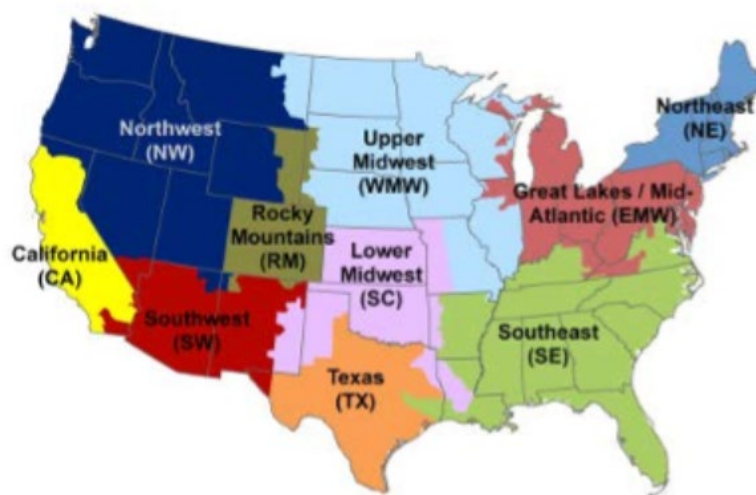 Northwest
(NW)
Upper
Midwest
(WMW)
Northeast
(NE)
Great Lakes / Mid-
Atlantic (EMW)
Rocky
Mountains
(RM)
California
(CA)
Lower
Midwest
(SC)
Southwest
(SW)
Southeast
(SE)
Texas
(TX)